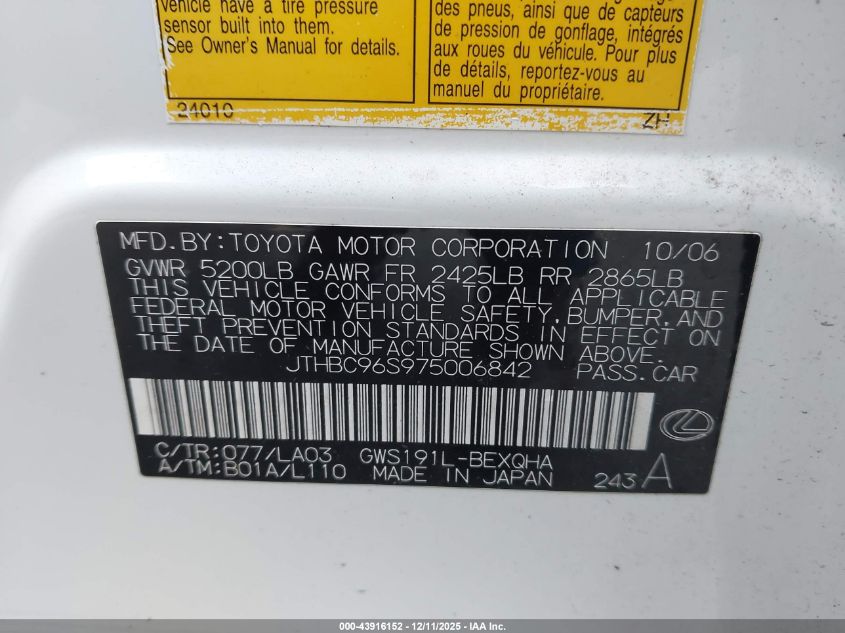 vehicle have a tire pressure
sensor built into them.
See Owner's Manual for details.
des pneus, ainsi que de capteurs
de pression de gonflage, intégrés
aux roues du véhicule. Pour plus
de détails, reportez-vous au
manuel du propriétaire.
24010
ZH
MFD.BY:TOYOTA MOTOR CORPORATION 10/06
GVWR 5200LB GAWR FR 2425LB RR 2865LB
THIS VEHICLE CONFORMS TO ALL APPLICABLE
FEDERAL MOTOR VEHICLE SAFETY,BUMPER,AND
THEFT PREVENTION STANDARDS IN EFFECT ON
THE DATE OF MANUFACTURE SHOWN ABOVE.
JTHBC96S975006842 PASS.CAR
C/TR:077/LA03 GWS191L-BEXQHA
A/TM:B01A/L110 MADE IN JAPAN
243 A
000-43916152 - 12/11/2025 - IAA Inc.